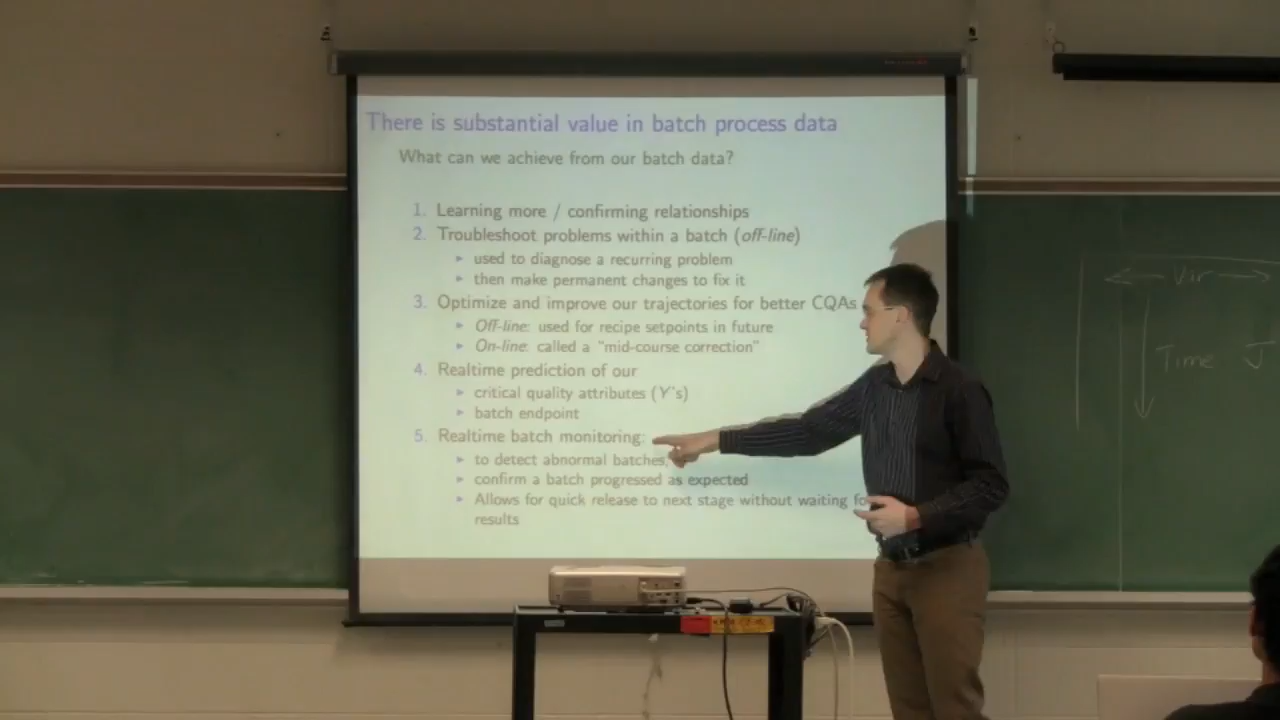 There is substantial value in batch process data
What can we achieve from our batch data?
1. Learning more / confirming relationships
2. Troubleshoot problems within a batch (off-line)
▸ used to diagnose a recurring problem
▸ then make permanent changes to fix it
3. Optimize and improve our trajectories for better CQAs
▸ Off-line: used for recipe setpoints in future
▸ On-line: called a "mid-course correction"
4. Realtime prediction of our
▸ critical quality attributes (Y's)
▸ batch endpoint
5. Realtime batch monitoring:
▸ to detect abnormal batches,
▸ confirm a batch progressed as expected
▸ Allows for quick release to next stage without waiting
results
Var
Time J